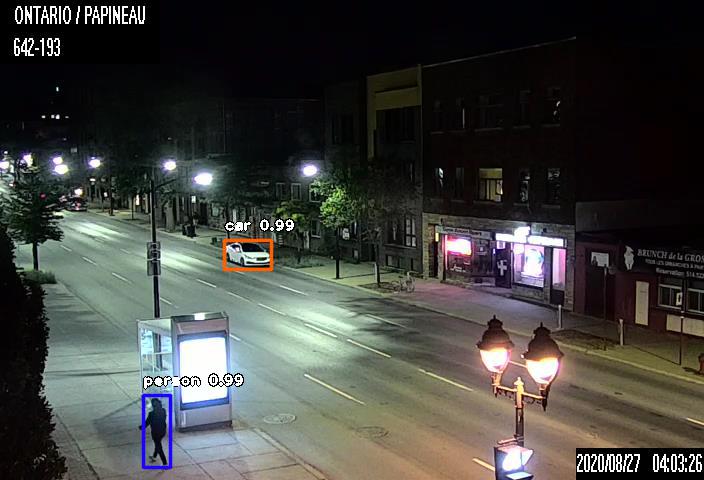 ONTARIO / PAPINEAU
642-193
car 0.99
BRUNCH de la GROS
person 0.99
2020/08/27 04:03:26